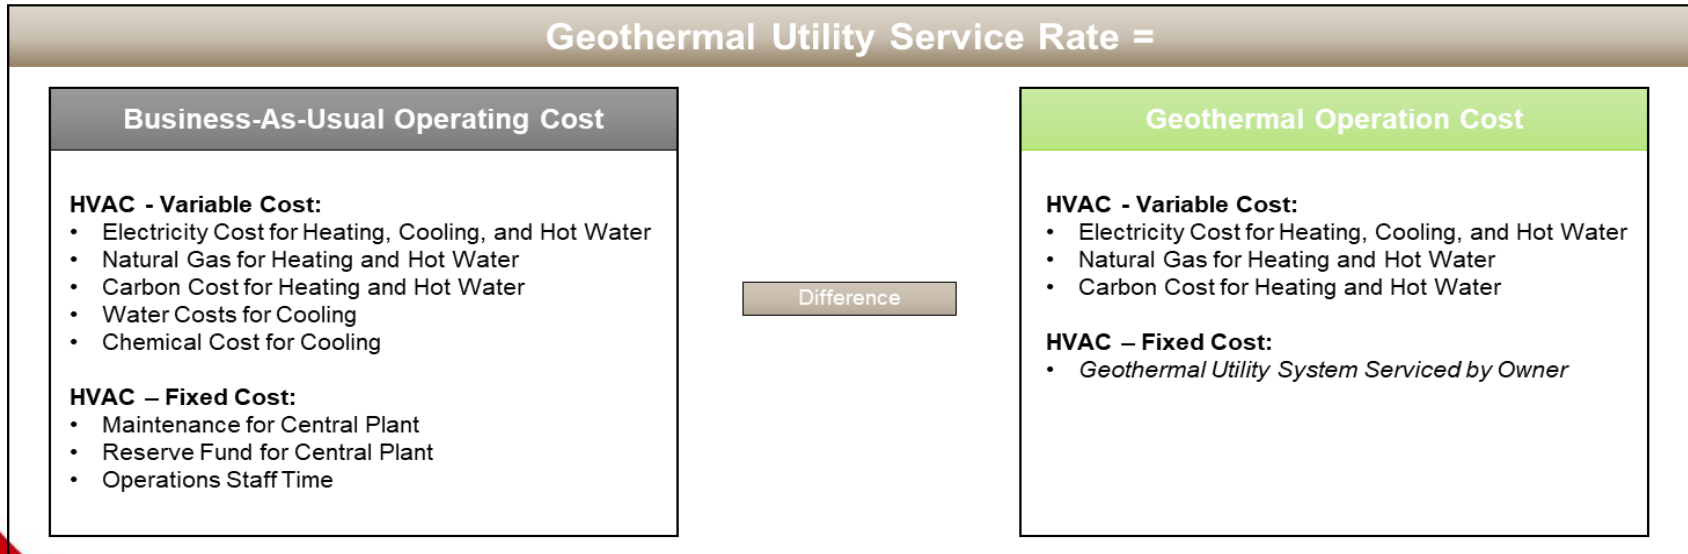 Geothermal Utility Service Rate =
Business-As-Usual Operating Cost
HVAC - Variable Cost:
• Electricity Cost for Heating, Cooling, and Hot Water
• Natural Gas for Heating and Hot Water
• Carbon Cost for Heating and Hot Water
• Water Costs for Cooling
• Chemical Cost for Cooling
HVAC – Fixed Cost:
• Maintenance for Central Plant
• Reserve Fund for Central Plant
• Operations Staff Time
Difference
Geothermal Operation Cost
HVAC - Variable Cost:
• Electricity Cost for Heating, Cooling, and Hot Water
• Natural Gas for Heating and Hot Water
• Carbon Cost for Heating and Hot Water
HVAC – Fixed Cost:
• Geothermal Utility System Serviced by Owner